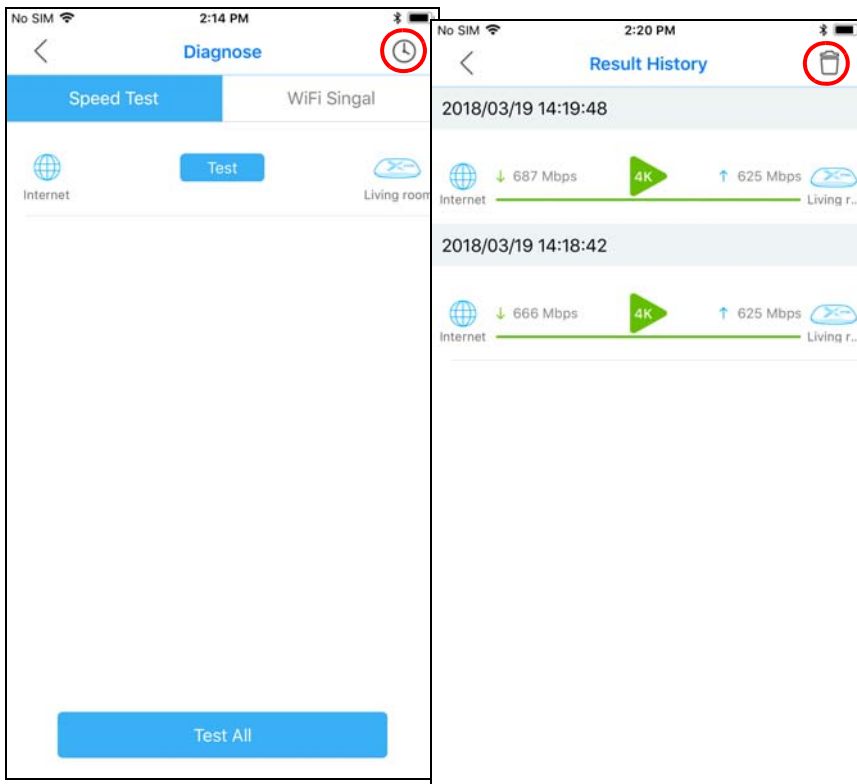 No SIM 2:14 PM
Diagnose
Speed Test WiFi Singal
Test
Internet Living room
Test All
No SIM 2:20 PM
Result History
2018/03/19 14:19:48
↓ 687 Mbps 4K ↑ 625 Mbps
Internet Living r...
2018/03/19 14:18:42
↓ 666 Mbps 4K ↑ 625 Mbps
Internet Living r...